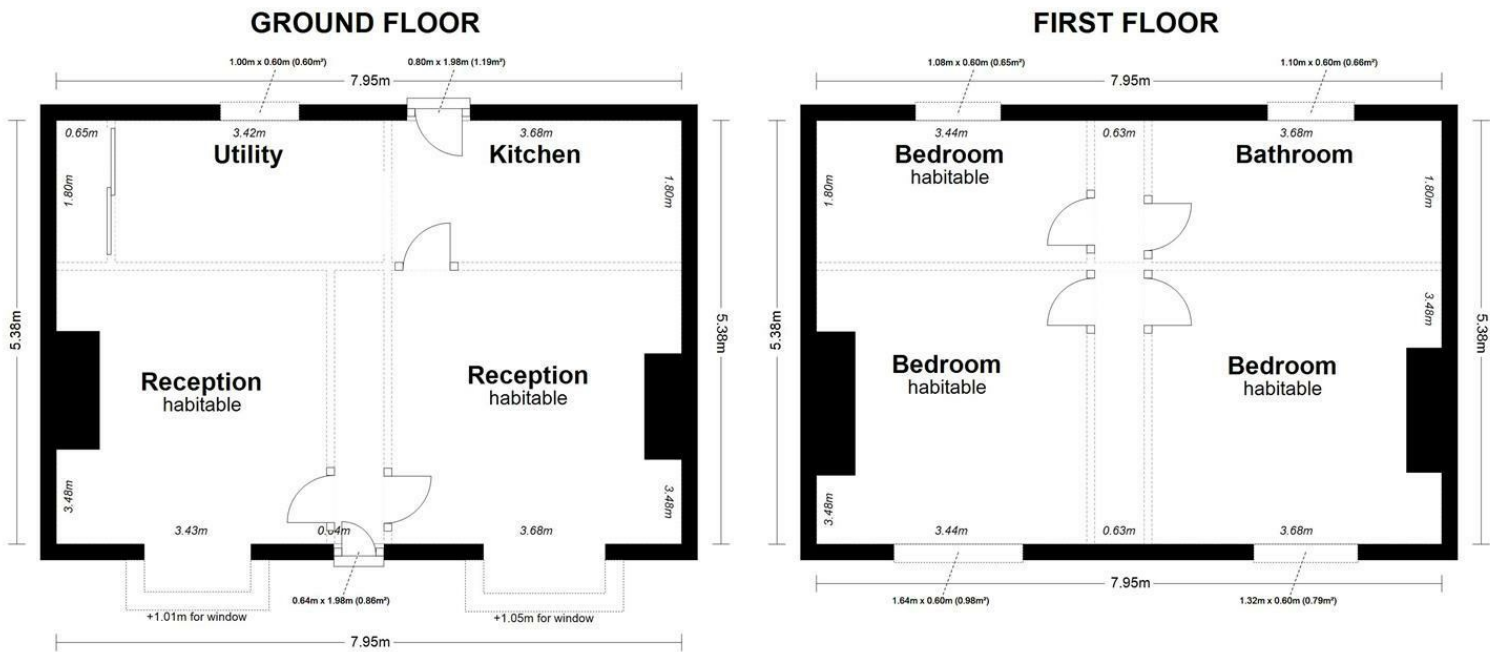 GROUND FLOOR
1.00m x 0.60m (0.60m²)
0.80m x 1.98m (1.19m²)
7.95m
0.65m
3.42m
3.68m
Utility
Kitchen
1.80m
1.80m
5.38m
5.38m
Reception
habitable
Reception
habitable
3.48m
3.48m
3.43m
0.64m
3.68m
0.64m x 1.98m (0.86m²)
+1.01m for window
+1.05m for window
7.95m
FIRST FLOOR
1.08m x 0.60m (0.65m²)
1.10m x 0.60m (0.66m²)
7.95m
3.44m
0.63m
3.68m
Bedroom
habitable
Bathroom
1.80m
1.80m
3.48m
5.38m
5.38m
Bedroom
habitable
Bedroom
habitable
3.48m
3.44m
0.63m
3.68m
7.95m
1.64m x 0.60m (0.98m²)
1.32m x 0.60m (0.79m²)